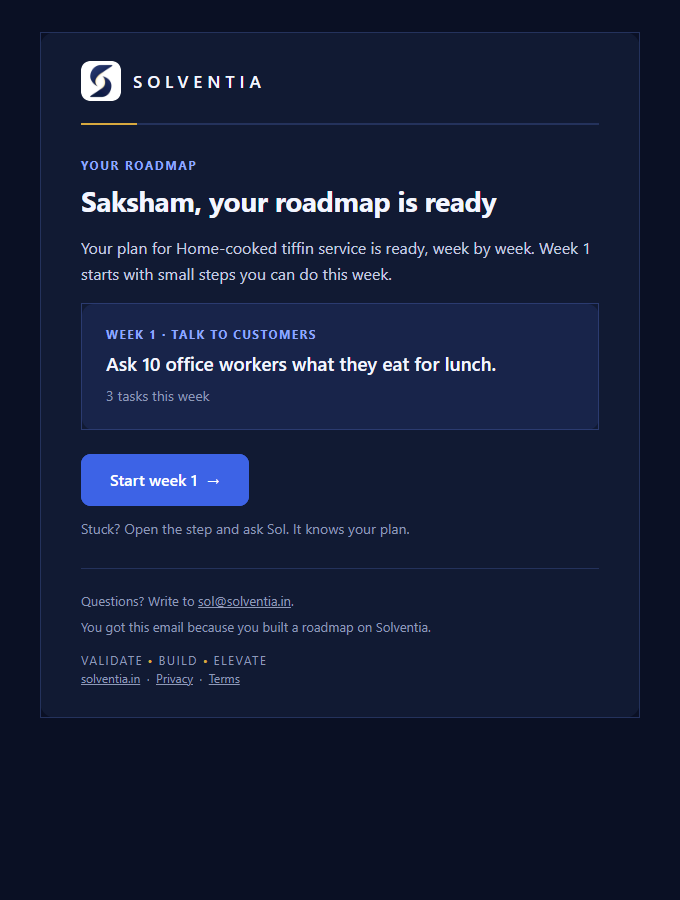 SOLVENTIA
YOUR ROADMAP
Saksham, your roadmap is ready
Your plan for Home-cooked tiffin service is ready, week by week. Week 1
starts with small steps you can do this week.
WEEK 1 · TALK TO CUSTOMERS
Ask 10 office workers what they eat for lunch.
3 tasks this week
Start week 1 →
Stuck? Open the step and ask Sol. It knows your plan.
Questions? Write to sol@solventia.in.
You got this email because you built a roadmap on Solventia.
VALIDATE • BUILD • ELEVATE
solventia.in · Privacy · Terms